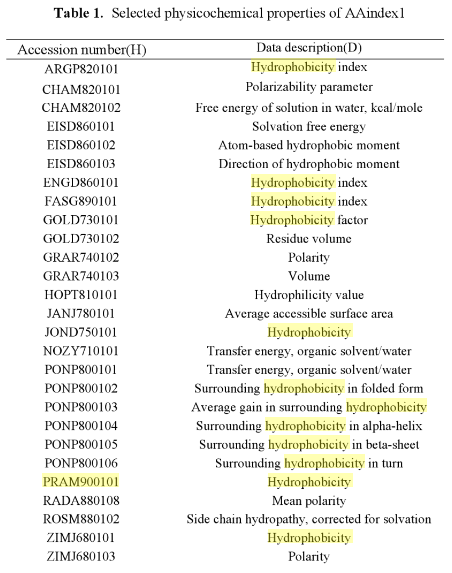 Table 1. Selected physicochemical properties of AAindex1
Accession number(H) Data description(D)
ARGP820101 Hydrophobicity index
CHAM820101 Polarizability parameter
CHAM820102 Free energy of solution in water, kcal/mole
EISD860101 Solvation free energy
EISD860102 Atom-based hydrophobic moment
EISD860103 Direction of hydrophobic moment
ENGD860101 Hydrophobicity index
FASG890101 Hydrophobicity index
GOLD730101 Hydrophobicity factor
GOLD730102 Residue volume
GRAR740102 Polarity
GRAR740103 Volume
HOPT810101 Hydrophilicity value
JANJ780101 Average accessible surface area
JOND750101 Hydrophobicity
NOZY710101 Transfer energy, organic solvent/water
PONP800101 Transfer energy, organic solvent/water
PONP800102 Surrounding hydrophobicity in folded form
PONP800103 Average gain in surrounding hydrophobicity
PONP800104 Surrounding hydrophobicity in alpha-helix
PONP800105 Surrounding hydrophobicity in beta-sheet
PONP800106 Surrounding hydrophobicity in turn
PRAM900101 Hydrophobicity
RADA880108 Mean polarity
ROSM880102 Side chain hydropathy, corrected for solvation
ZIMJ680101 Hydrophobicity
ZIMJ680103 Polarity